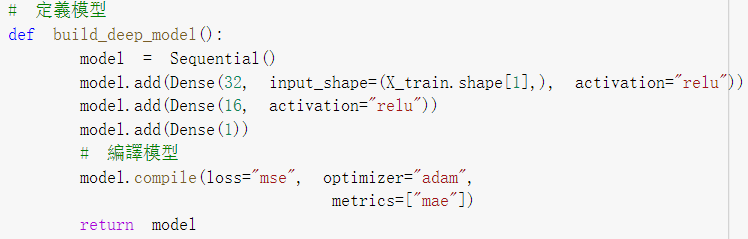 # 定義模型
def build_deep_model():
model = Sequential()
model.add(Dense(32, input_shape=(X_train.shape[1],), activation="relu"))
model.add(Dense(16, activation="relu"))
model.add(Dense(1))
# 編譯模型
model.compile(loss="mse", optimizer="adam",
metrics=["mae"])
return model